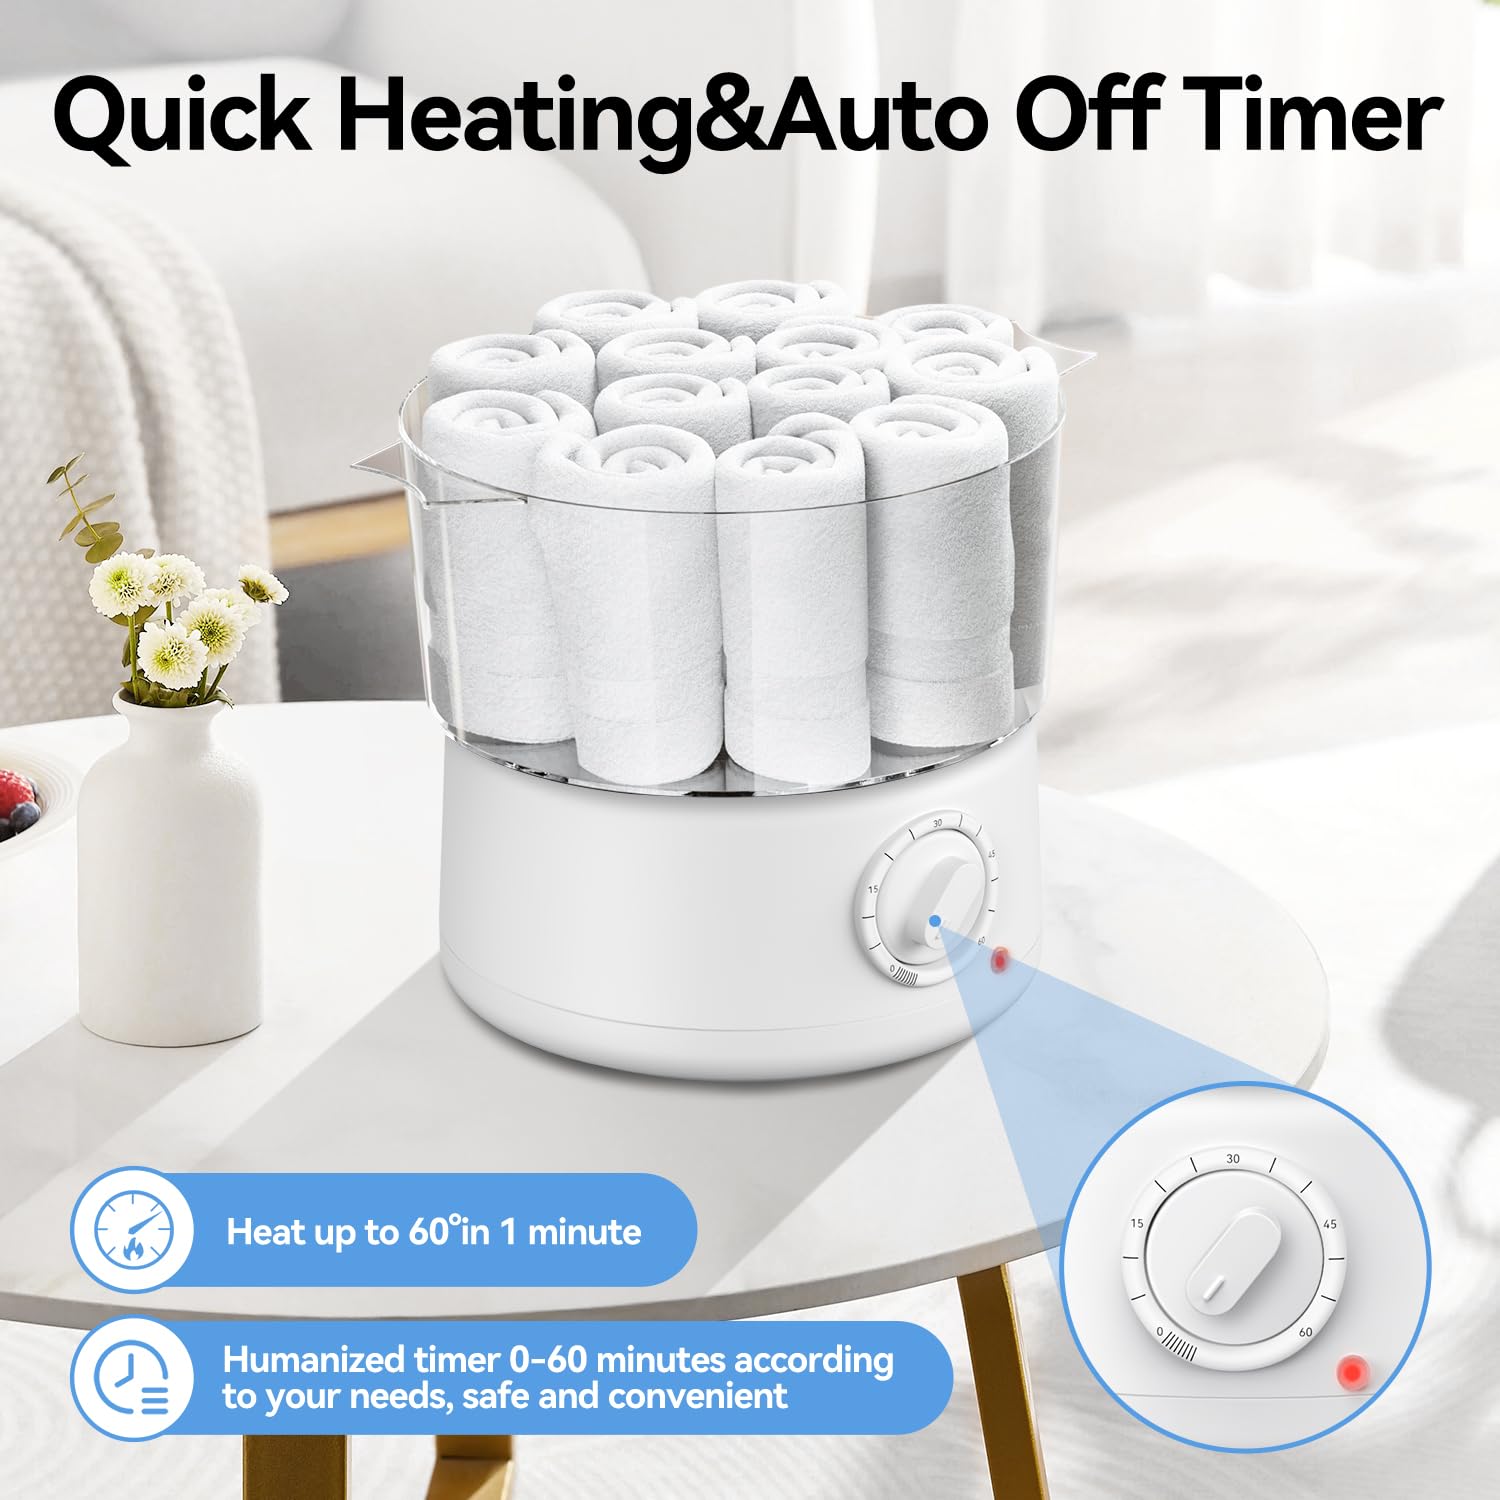 Quick Heating&Auto Off Timer
30
45
15
60
0
Heat up to 60°in 1 minute
30
15
45
0
60
Humanized timer 0-60 minutes according
to your needs, safe and convenient